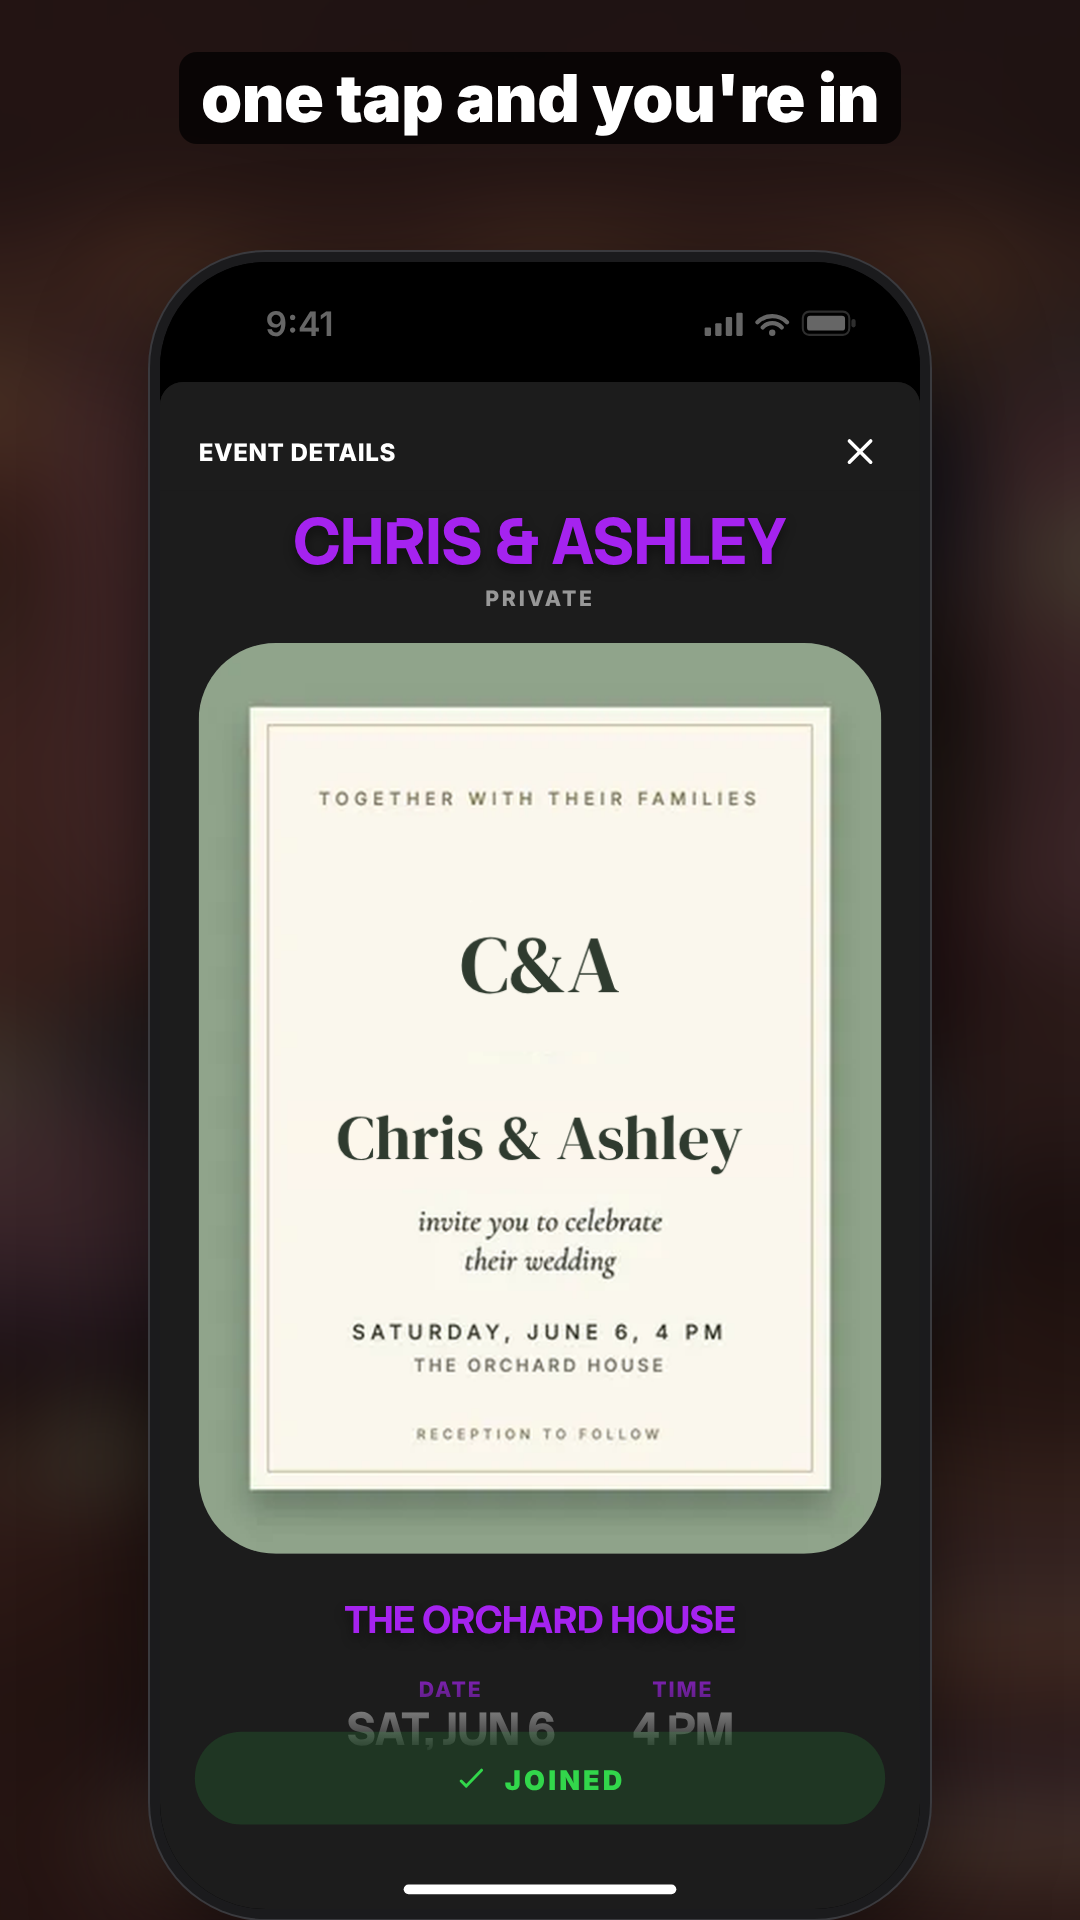 one tap and you're in
9:41
EVENT DETAILS
CHRIS & ASHLEY
PRIVATE
TOGETHER WITH THEIR FAMILIES
C&A
Chris & Ashley
invite you to celebrate
their wedding
SATURDAY, JUNE 6, 4 PM
THE ORCHARD HOUSE
RECEPTION TO FOLLOW
THE ORCHARD HOUSE
DATE TIME
SAT, JUN 6 4 PM
JOINED